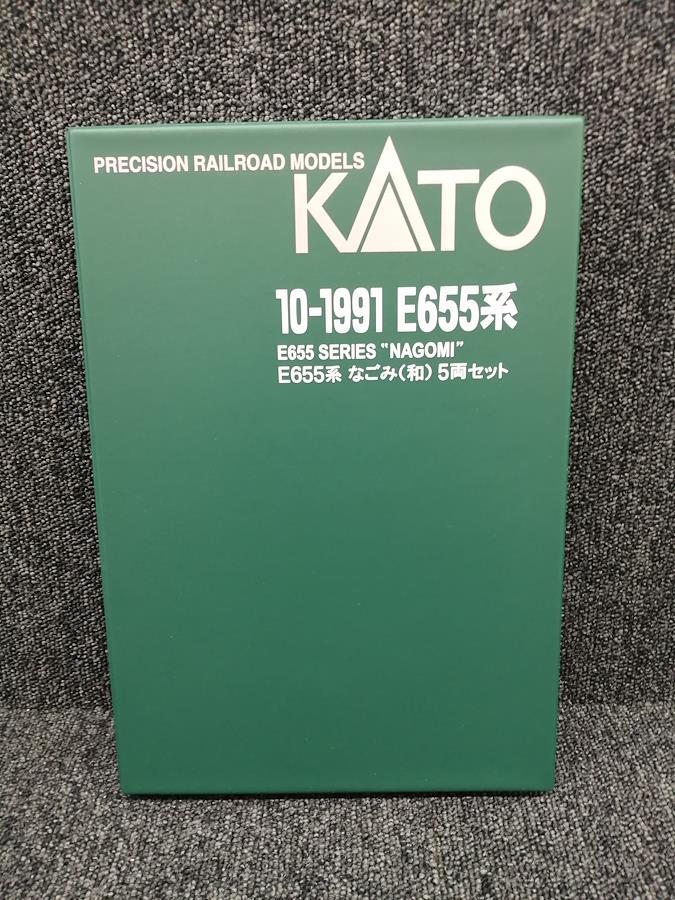 PRECISION RAILROAD MODELS
KATO
10-1991 E655系
E655 SERIES "NAGOMI"
E655系 なごみ(和) 5両セット